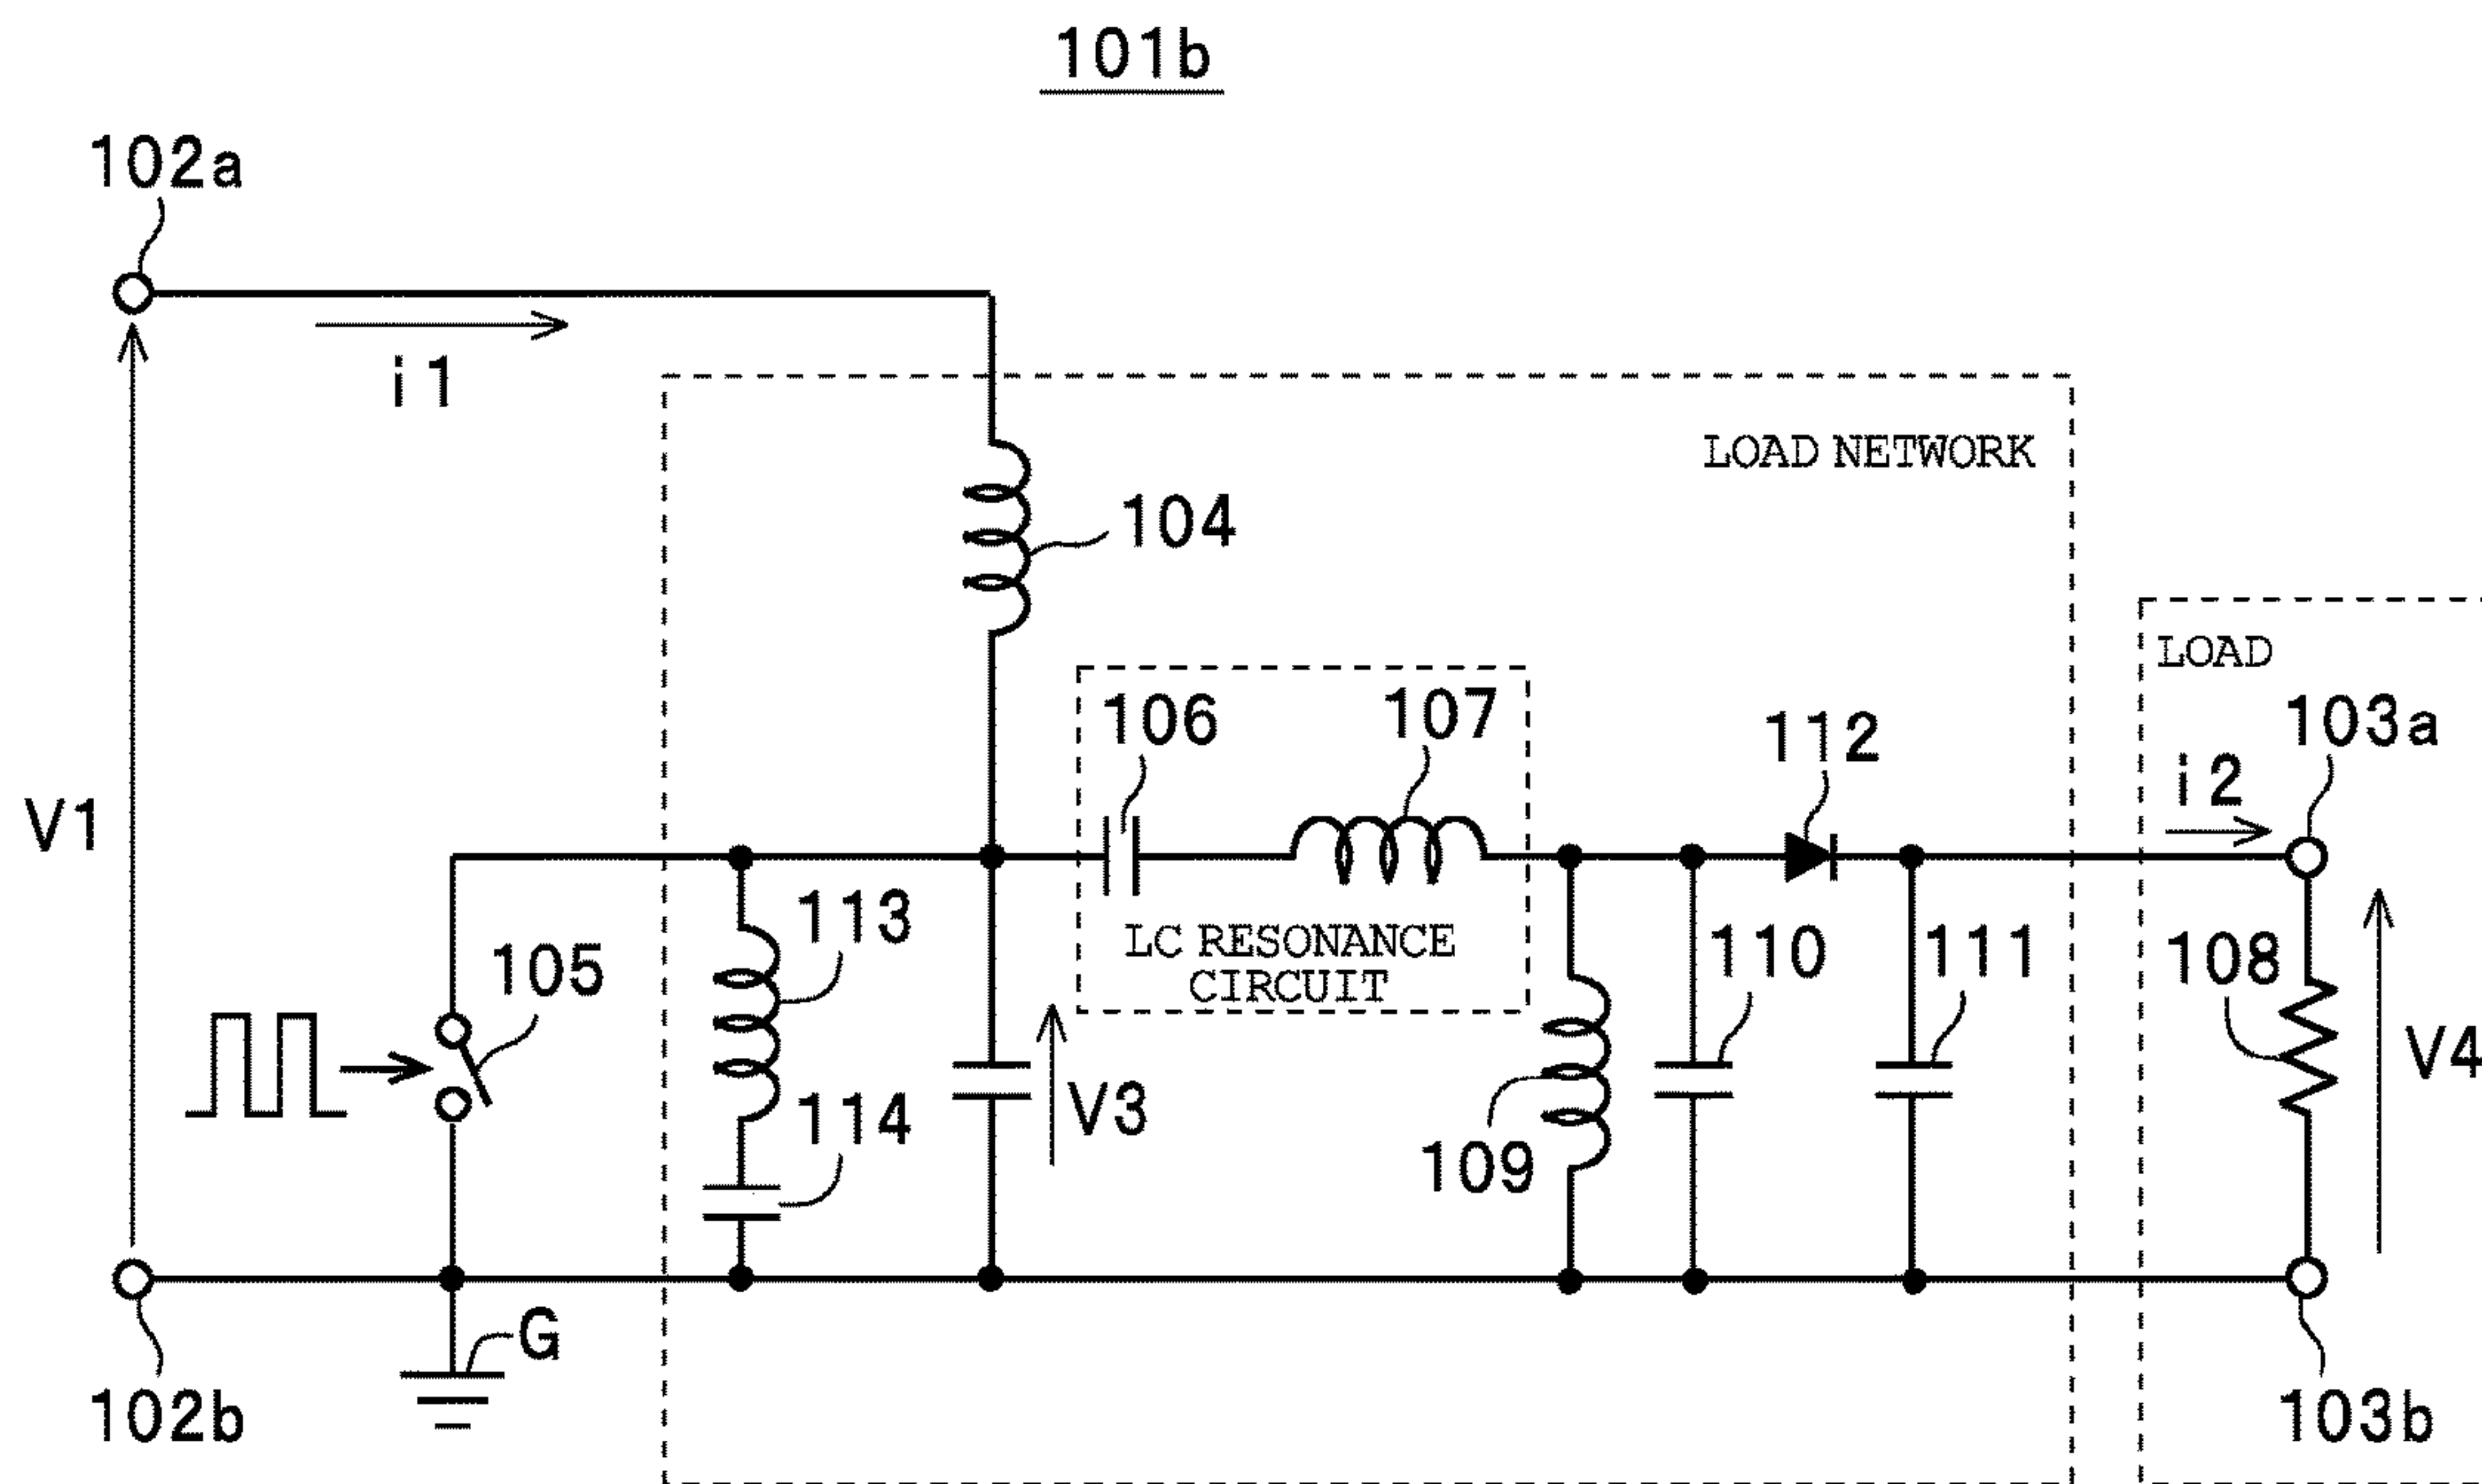 101b
102a
i1
LOAD NETWORK
104
LOAD
106
107
112
103a
i2
V1
113
105
LC RESONANCE
CIRCUIT
110
111
108
V4
114
V3
109
G
102b
103b